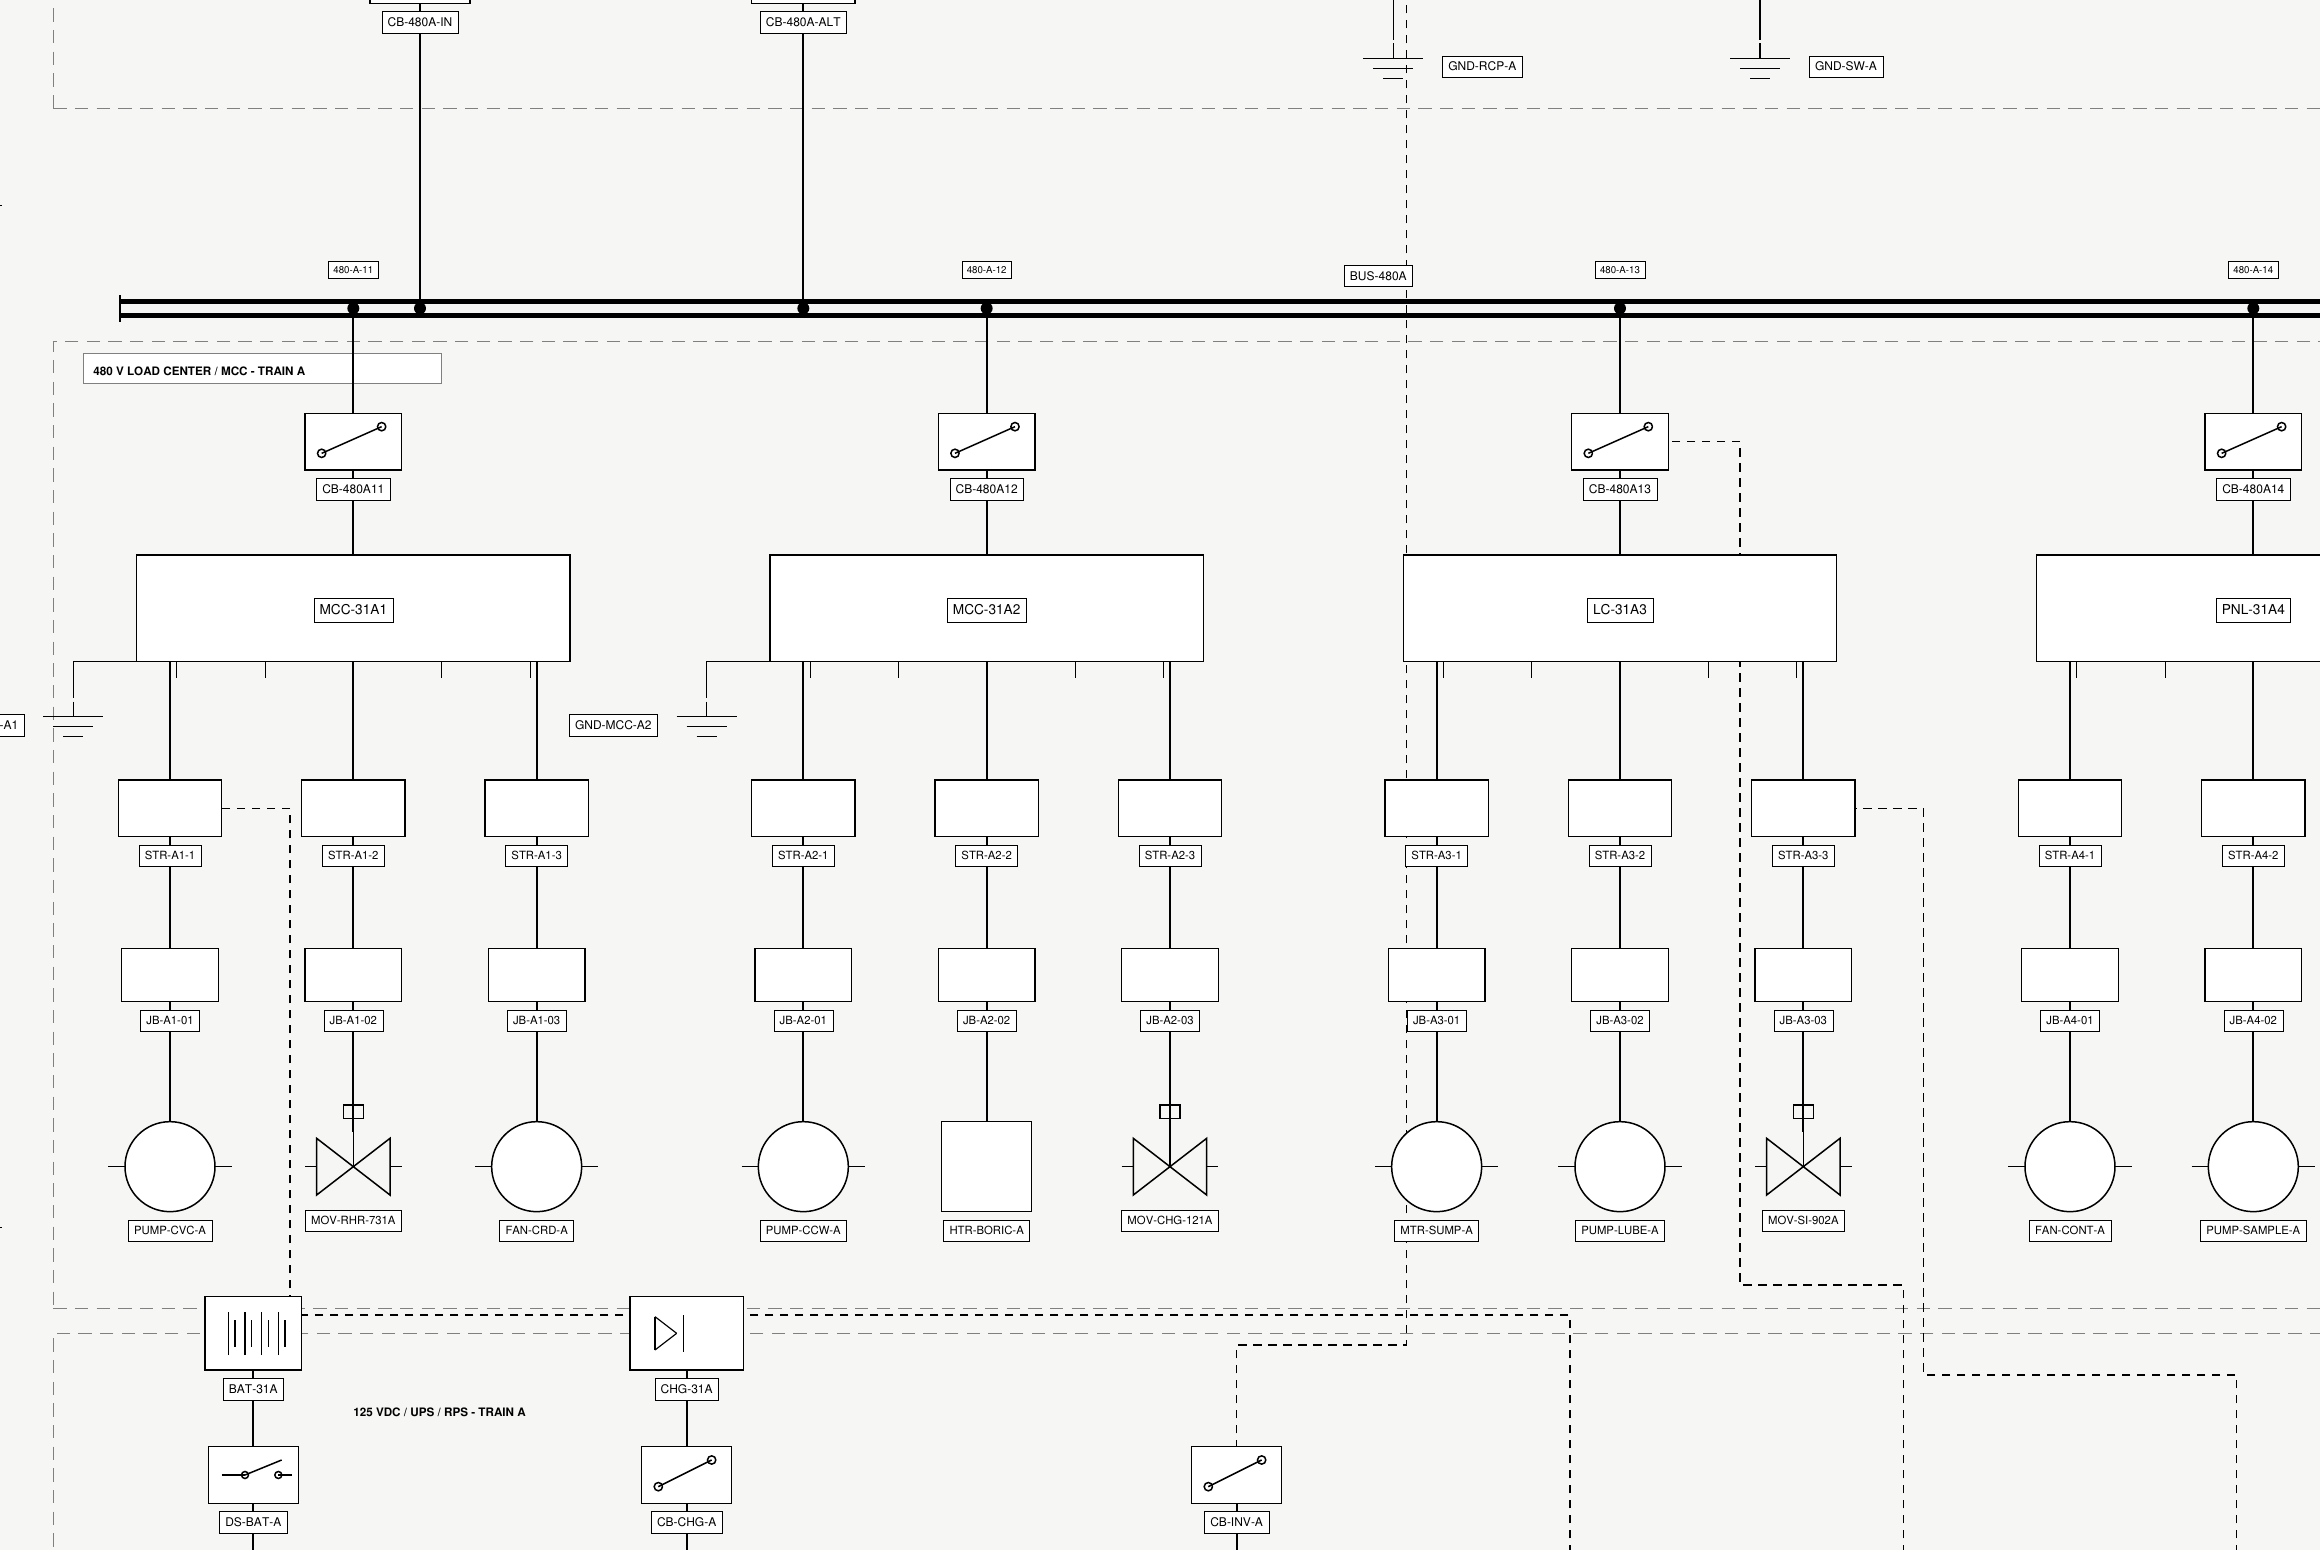 CB-480A-IN
CB-480A-ALT
GND-RCP-A
GND-SW-A
480-A-11
480-A-12
BUS-480A
480-A-13
480-A-14
480 V LOAD CENTER / MCC - TRAIN A
CB-480A11
CB-480A12
CB-480A13
CB-480A14
MCC-31A1
MCC-31A2
LC-31A3
PNL-31A4
-A1
GND-MCC-A2
STR-A1-1
STR-A1-2
STR-A1-3
STR-A2-1
STR-A2-2
STR-A2-3
STR-A3-1
STR-A3-2
STR-A3-3
STR-A4-1
STR-A4-2
JB-A1-01
JB-A1-02
JB-A1-03
JB-A2-01
JB-A2-02
JB-A2-03
JB-A3-01
JB-A3-02
JB-A3-03
JB-A4-01
JB-A4-02
PUMP-CVC-A
MOV-RHR-731A
FAN-CRD-A
PUMP-CCW-A
HTR-BORIC-A
MOV-CHG-121A
MTR-SUMP-A
PUMP-LUBE-A
MOV-SI-902A
FAN-CONT-A
PUMP-SAMPLE-A
BAT-31A
CHG-31A
125 VDC / UPS / RPS - TRAIN A
DS-BAT-A
CB-CHG-A
CB-INV-A